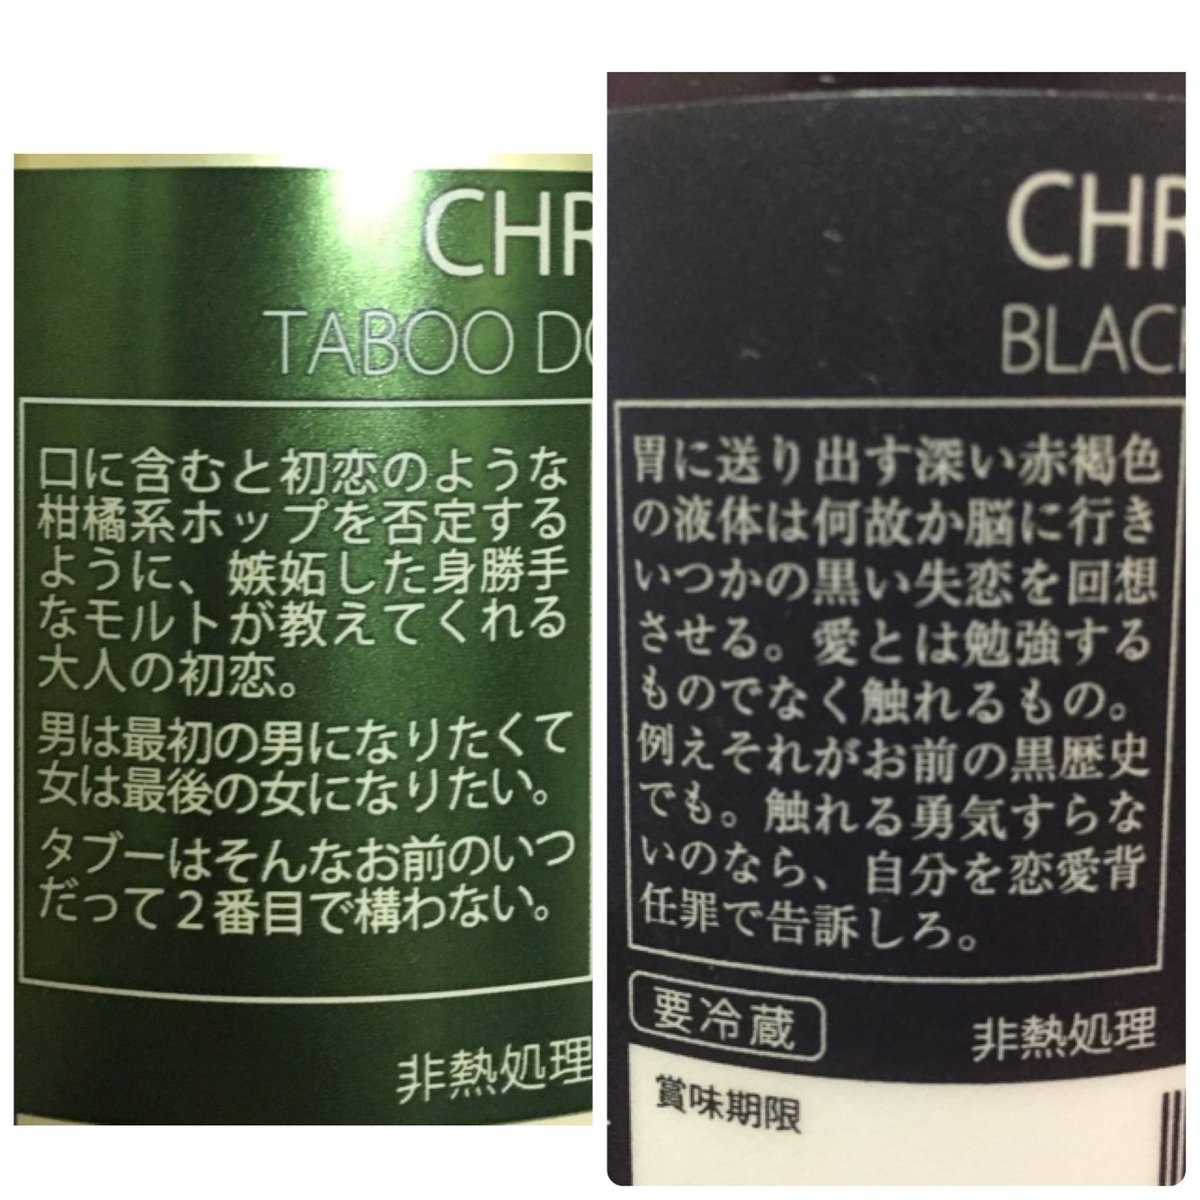 CHR
TABOO DO
口に含むと初恋のような
柑橘系ホップを否定する
ように、嫉妬した身勝手
なモルトが教えてくれる
大人の初恋。
男は最初の男になりたくて
女は最後の女になりたい。
タブーはそんなお前のいつ
だって２番目で構わない。
非熱処理
CHR
BLACK
胃に送り出す深い赤褐色
の液体は何故か脳に行き
いつかの黒い失恋を回想
させる。愛とは勉強する
ものでなく触れるもの。
例えそれがお前の黒歴史
でも。触れる勇気すらな
いのなら、自分を恋愛背
任罪で告訴しろ。
要冷蔵
非熱処理
賞味期限